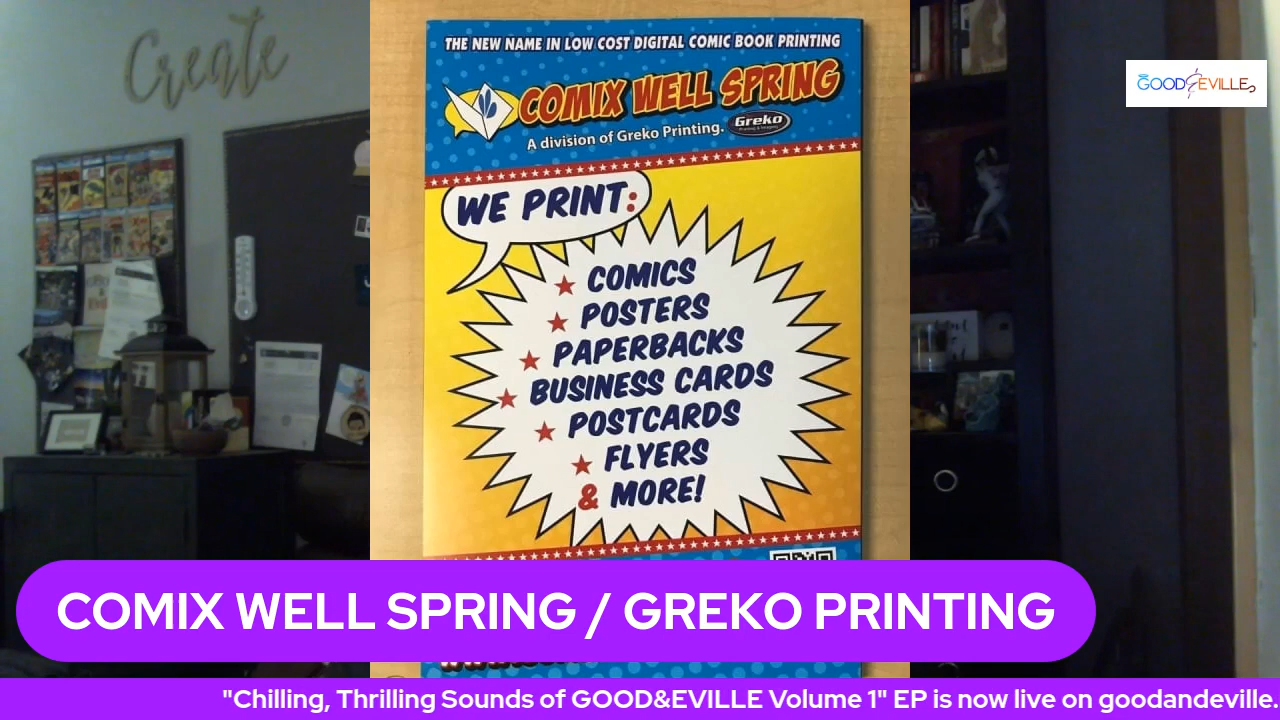 Create
THE NEW NAME IN LOW COST DIGITAL COMIC BOOK PRINTING
COMIX WELL SPRING
A division of Greko Printing.
Greko
Printing & Imaging
GOOD&EVILLE
WE PRINT:
★ COMICS
★ POSTERS
★ PAPERBACKS
★ BUSINESS CARDS
★ POSTCARDS
★ FLYERS
& MORE!
COMIX WELL SPRING / GREKO PRINTING
"Chilling, Thrilling Sounds of GOOD&EVILLE Volume 1" EP is now live on goodandeville.